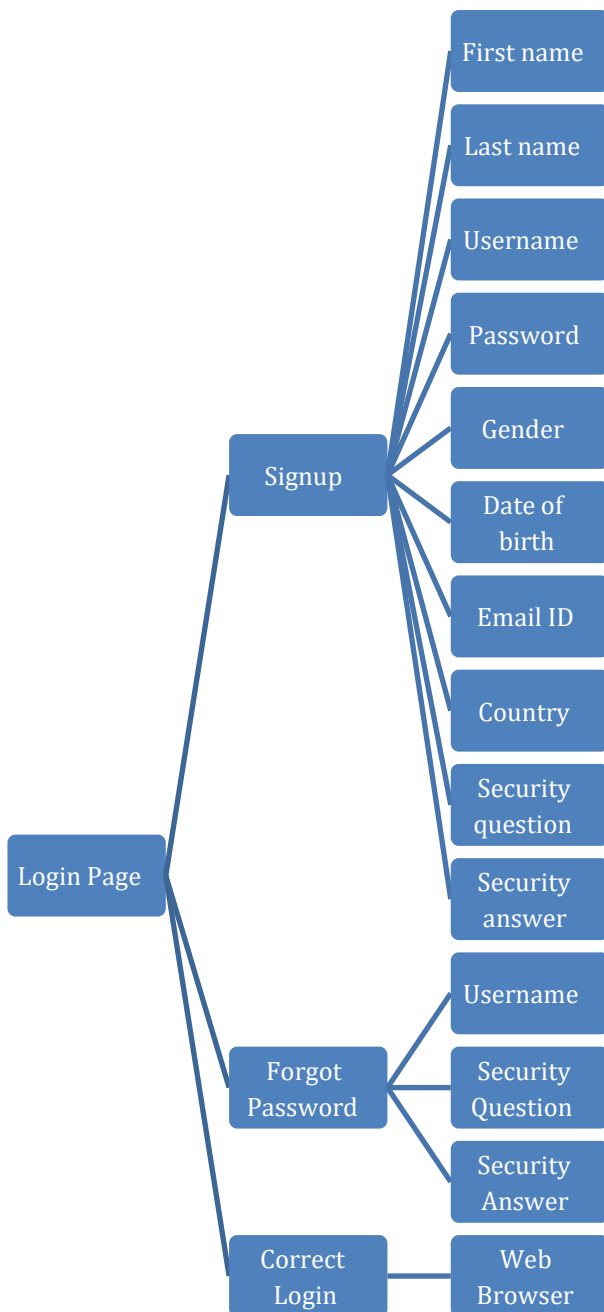 First name
Last name
Username
Password
Gender
Signup
Date of
birth
Email ID
Country
Security
question
Login Page
Security
answer
Username
Forgot
Password
Security
Question
Security
Answer
Correct
Login
Web
Browser